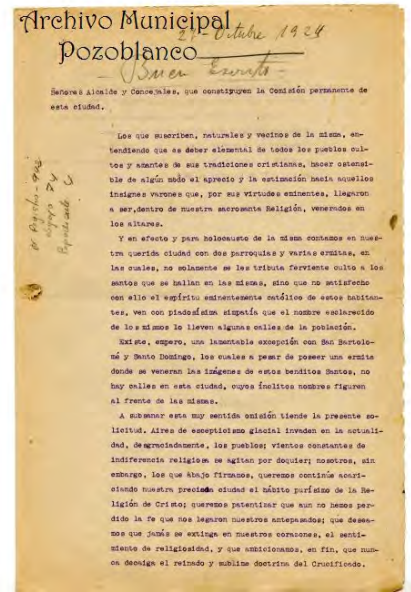 Archivo Municipal
Pozoblanco
27 - Octubre 1924
- Buen Escrito -
Señores Alcalde y Concejales, que constituyen la Comisión permanente de
esta ciudad.
Los que suscriben, naturales y vecinos de la misma, en-
tendiendo que es deber elemental de todos los pueblos cul-
tos y amantes de sus tradiciones cristianas, hacer ostensi-
ble de algún modo el aprecio y la estimación hacia aquellos
insignes varones que, por sus virtudes eminentes, llegaron
a ser,dentro de nuestra sacrosanta Religión, venerados en
los altares.
Y en efecto y para holocausto de la misma contamos en nues-
tra querida ciudad con dos parroquias y varias ermitas, en
las cuales, no solamente se les tributa ferviente culto a los
santos que se hallan en las mismas, sino que no satisfecho
con ello el espíritu eminentemente católico de estos habitan-
tes, ven con piadosísima simpatía que el nombre esclarecido
de los mismos lo lleven algunas calles de la población.
Existe, empero, una lamentable excepción con San Bartolo-
mé y Santo Domingo, los cuales a pesar de poseer una ermita
donde se veneran las imágenes de estos benditos Santos, no
hay calles en esta ciudad, cuyos ínclitos nombres figuren
al frente de las mismas.
A subsanar esta muy sentida omisión tiende la presente so-
licitud. Aires de escepticismo glacial invaden en la actuali-
dad, desgraciadamente, los pueblos; vientos constantes de
indiferencia religiosa se agitan por doquier; nosotros, sin
embargo, los que abajo firmamos, queremos continúe acari-
ciando nuestra preciada ciudad el hábito purísimo de la Re-
ligión de Cristo; queremos patentizar que aun no hemos per-
dido la fe que nos legaron nuestros antepasados; que desea-
mos que jamás se extinga en nuestros corazones, el senti-
miento de religiosidad, y que ambicionamos, en fin, que nun-
ca decaiga el reinado y sublime doctrina del Crucificado.